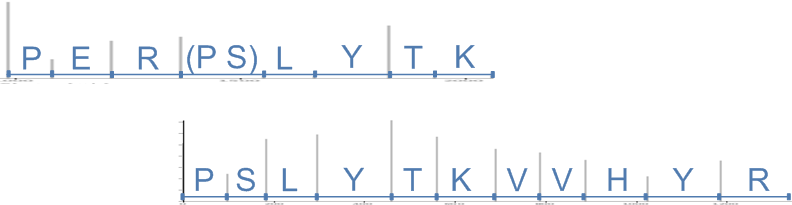 P E R (P S) L Y T K
P S L Y T K V V H Y R